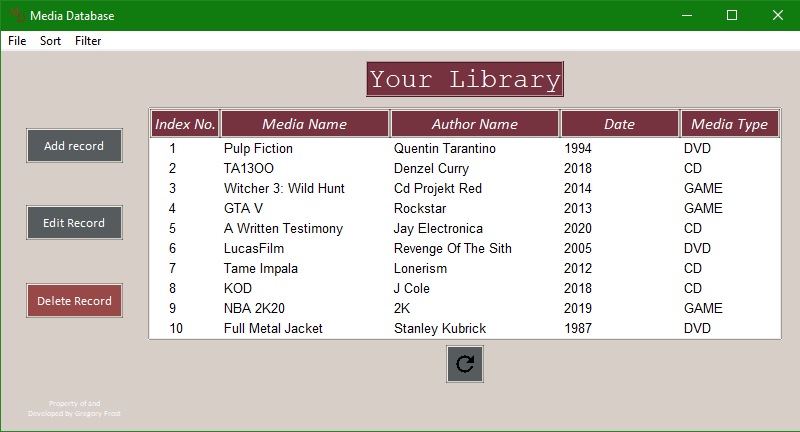 Media Database
File Sort Filter
Your Library
Add record
Edit Record
Delete Record
Index No. Media Name Author Name Date Media Type
1 Pulp Fiction Quentin Tarantino 1994 DVD
2 TA13OO Denzel Curry 2018 CD
3 Witcher 3: Wild Hunt Cd Projekt Red 2014 GAME
4 GTA V Rockstar 2013 GAME
5 A Written Testimony Jay Electronica 2020 CD
6 LucasFilm Revenge Of The Sith 2005 DVD
7 Tame Impala Lonerism 2012 CD
8 KOD J Cole 2018 CD
9 NBA 2K20 2K 2019 GAME
10 Full Metal Jacket Stanley Kubrick 1987 DVD
Property of and
Developed by Gregory Frost